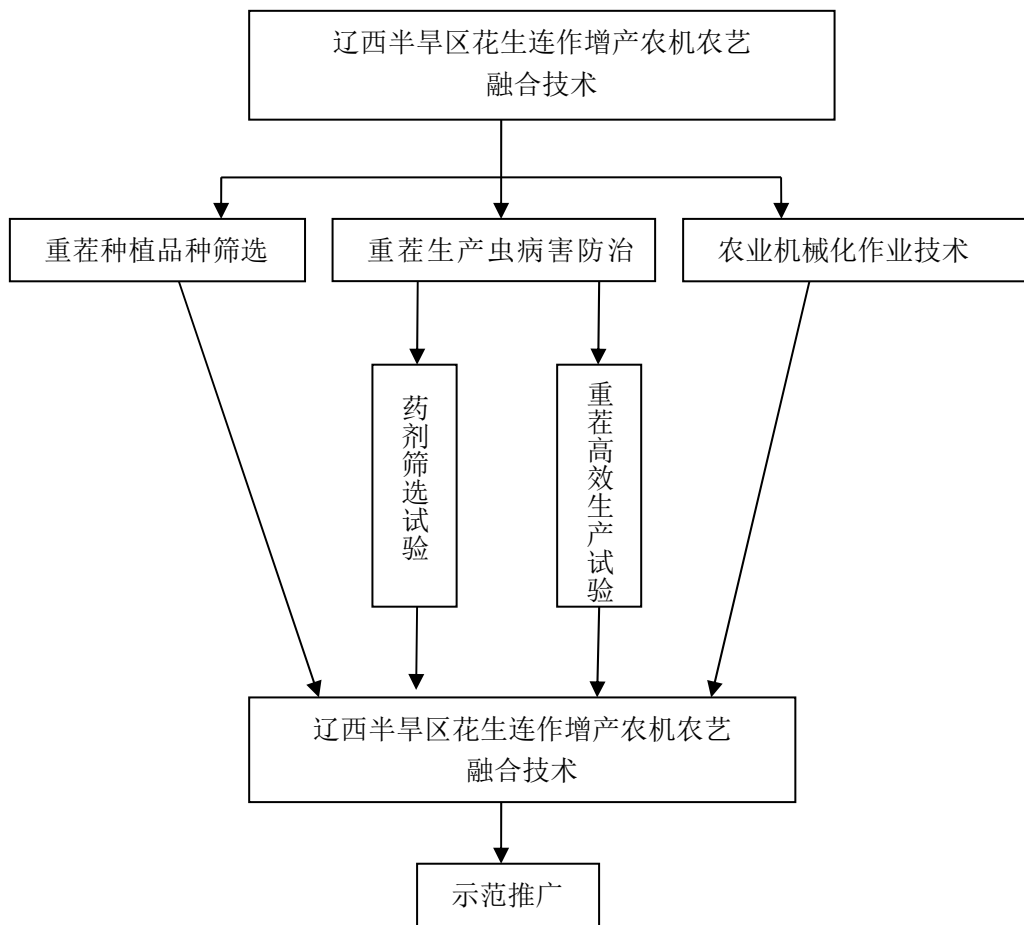 辽西半旱区花生连作增产农机农艺
融合技术
重茬种植品种筛选
重茬生产虫病害防治
农业机械化作业技术
药剂筛选试验
重茬高效生产试验
辽西半旱区花生连作增产农机农艺
融合技术
示范推广